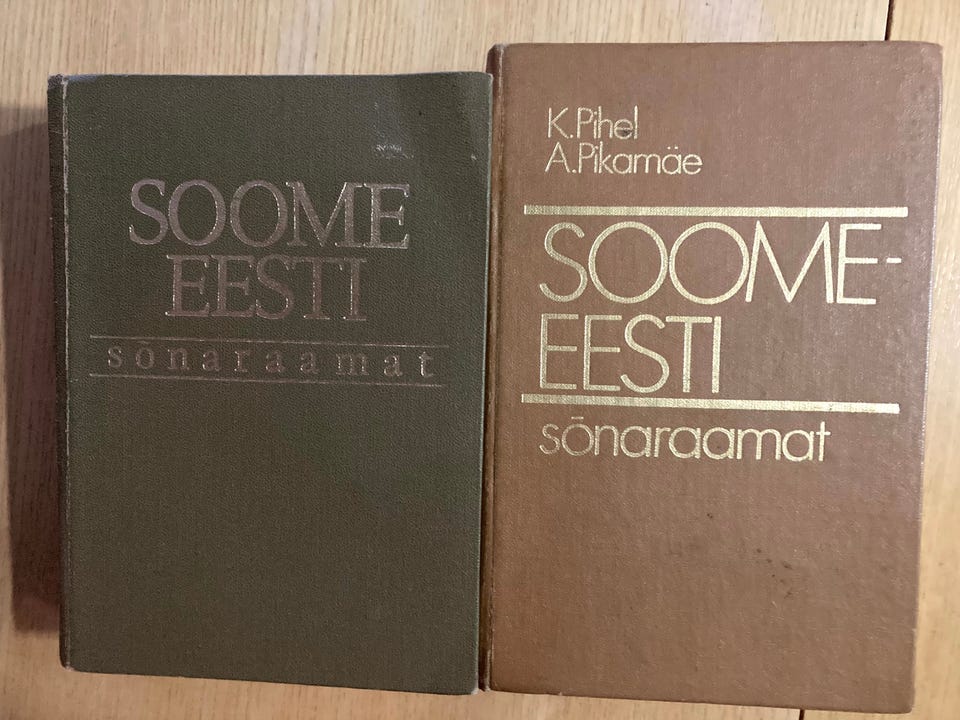 SOOME
EESTI
sõnaraamat
K.Pihel
A.Pikamäe
SOOME-
EESTI
sõnaraamat